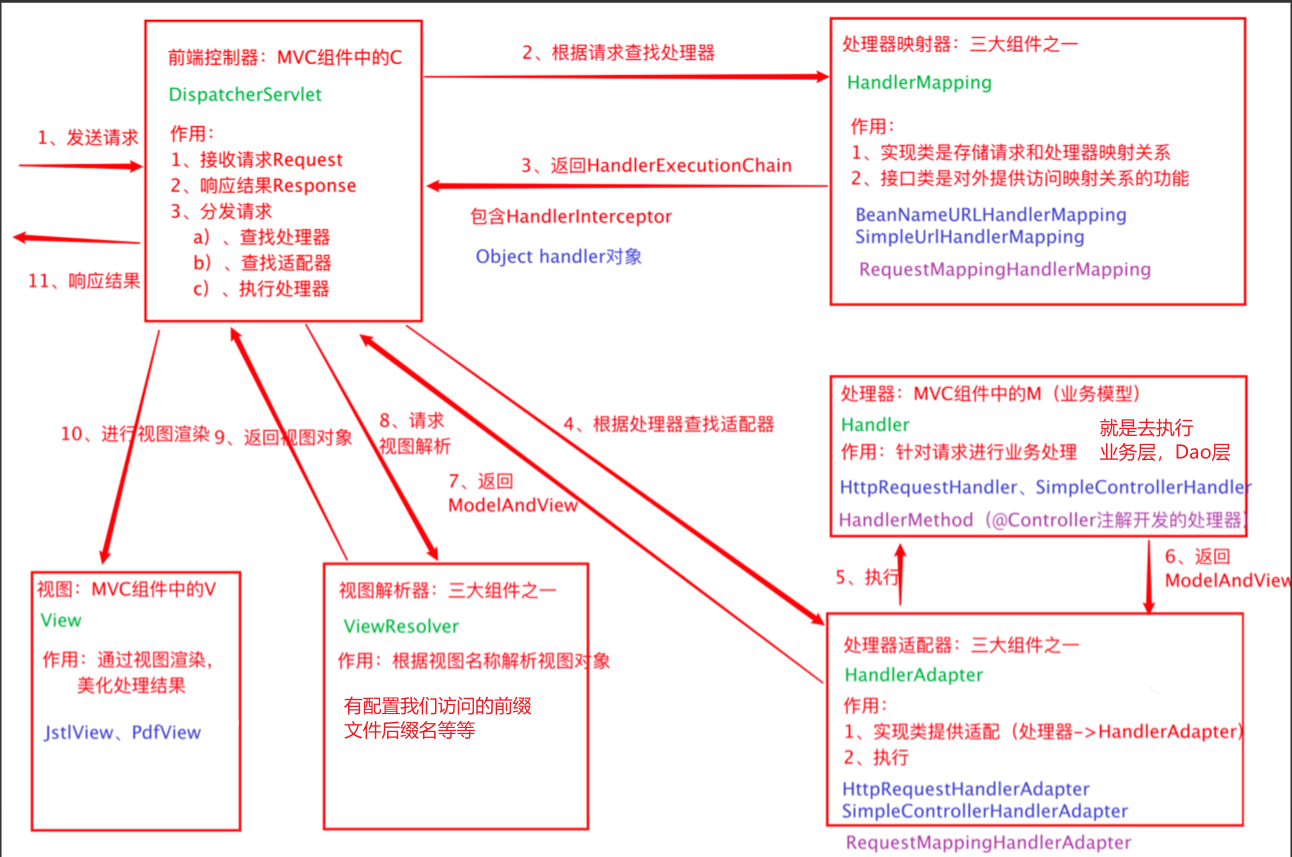 前端控制器：MVC组件中的C
DispatcherServlet
作用：
1、接收请求Request
2、响应结果Response
3、分发请求
a）、查找处理器
b）、查找适配器
c）、执行处理器
1、发送请求
11、响应结果
2、根据请求查找处理器
3、返回HandlerExecutionChain
包含HandlerInterceptor
Object handler对象
处理器映射器：三大组件之一
HandlerMapping
作用：
1、实现类是存储请求和处理器映射关系
2、接口类是对外提供访问映射关系的功能
BeanNameURLHandlerMapping
SimpleUrlHandlerMapping
RequestMappingHandlerMapping
10、进行视图渲染
9、返回视图对象
8、请求
视图解析
4、根据处理器查找适配器
7、返回
ModelAndView
处理器：MVC组件中的M（业务模型）
Handler
作用：针对请求进行业务处理
就是去执行
业务层，Dao层
HttpRequestHandler、SimpleControllerHandler
HandlerMethod（@Controller注解开发的处理器）
5、执行
6、返回
ModelAndView
视图：MVC组件中的V
View
作用：通过视图渲染，
美化处理结果
JstlView、PdfView
视图解析器：三大组件之一
ViewResolver
作用：根据视图名称解析视图对象
有配置我们访问的前缀
文件后缀名等等
处理器适配器：三大组件之一
HandlerAdapter
作用：
1、实现类提供适配（处理器->HandlerAdapter）
2、执行
HttpRequestHandlerAdapter
SimpleControllerHandlerAdapter
RequestMappingHandlerAdapter